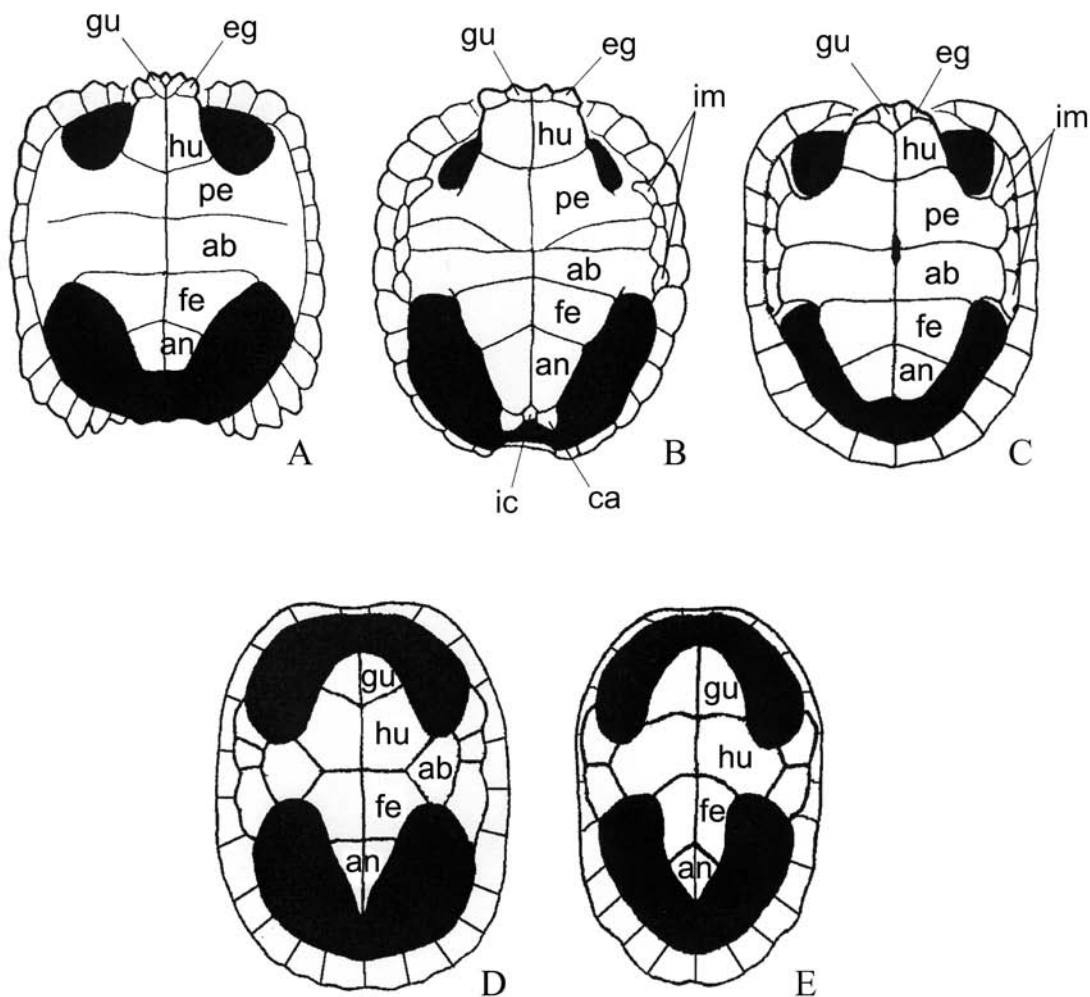 gu eg gu eg gu eg
im im
hu hu hu
pe pe pe
ab ab ab
fe fe fe
an an an
A B C
ic ca
gu gu
hu hu
ab
fe fe
an an
D E